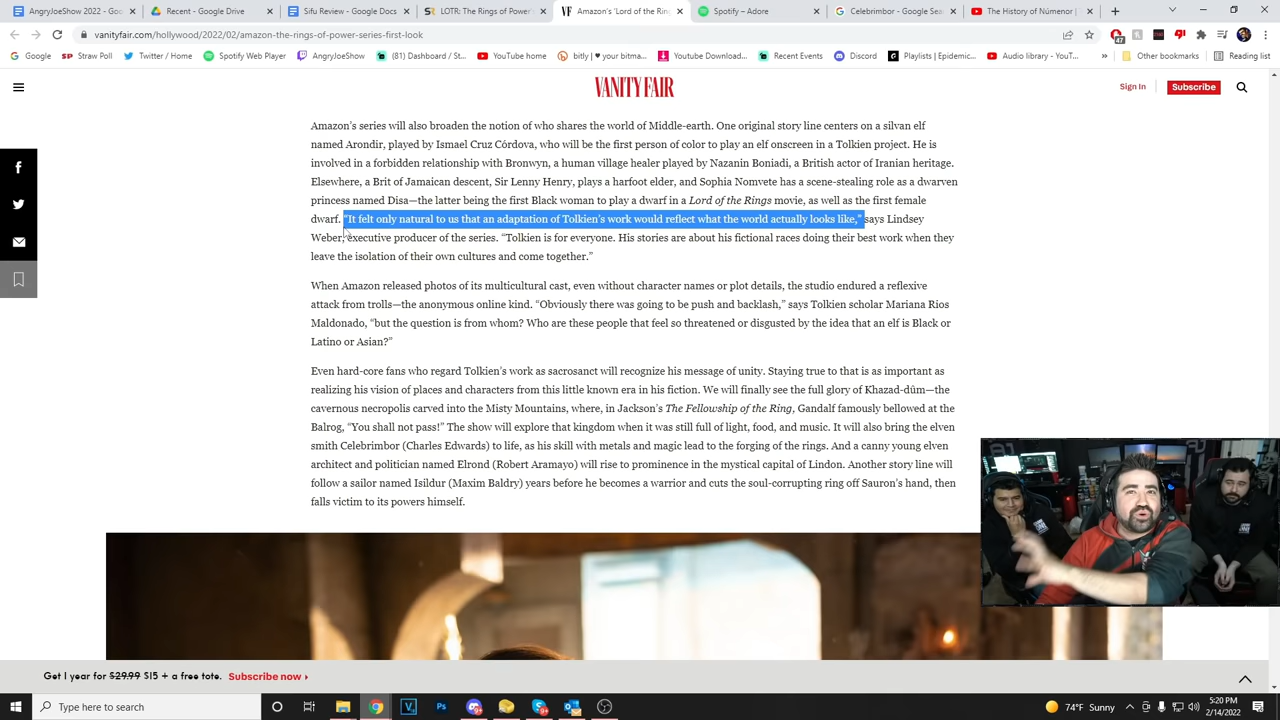 AngryJoeShow 2022 - Goo
Recent - Google Drive
Sifu Review - Google Docs
LOTR: The Rings of Power'
Amazon's 'Lord of the Rin
Spotify – Adore
Celebrimbor - Google Sea
The History of Númenor |
vanityfair.com/hollywood/2022/02/amazon-the-rings-of-power-series-first-look
47
Google
Straw Poll
Twitter / Home
Spotify Web Player
AngryJoeShow
(81) Dashboard / St...
YouTube home
bitly | ♥ your bitma...
Youtube Downloa...
Recent Events
Discord
Playlists | Epidemic...
Audio library - YouT...
»
Other bookmarks
Reading list
VANITY FAIR
Sign In
Subscribe
Amazon's series will also broaden the notion of who shares the world of Middle-earth. One original story line centers on a silvan elf
named Arondir, played by Ismael Cruz Córdova, who will be the first person of color to play an elf onscreen in a Tolkien project. He is
involved in a forbidden relationship with Bronwyn, a human village healer played by Nazanin Boniadi, a British actor of Iranian heritage.
Elsewhere, a Brit of Jamaican descent, Sir Lenny Henry, plays a harfoot elder, and Sophia Nomvete has a scene-stealing role as a dwarven
princess named Disa—the latter being the first Black woman to play a dwarf in a Lord of the Rings movie, as well as the first female
dwarf. “It felt only natural to us that an adaptation of Tolkien's work would reflect what the world actually looks like,” says Lindsey
Weber, executive producer of the series. “Tolkien is for everyone. His stories are about his fictional races doing their best work when they
leave the isolation of their own cultures and come together.”
When Amazon released photos of its multicultural cast, even without character names or plot details, the studio endured a reflexive
attack from trolls—the anonymous online kind. “Obviously there was going to be push and backlash,” says Tolkien scholar Mariana Rios
Maldonado, “but the question is from whom? Who are these people that feel so threatened or disgusted by the idea that an elf is Black or
Latino or Asian?”
Even hard-core fans who regard Tolkien's work as sacrosanct will recognize his message of unity. Staying true to that is as important as
realizing his vision of places and characters from this little known era in his fiction. We will finally see the full glory of Khazad-dûm—the
cavernous necropolis carved into the Misty Mountains, where, in Jackson's The Fellowship of the Ring, Gandalf famously bellowed at the
Balrog, “You shall not pass!” The show will explore that kingdom when it was still full of light, food, and music. It will also bring the elven
smith Celebrimbor (Charles Edwards) to life, as his skill with metals and magic lead to the forging of the rings. And a canny young elven
architect and politician named Elrond (Robert Aramayo) will rise to prominence in the mystical capital of Lindon. Another story line will
follow a sailor named Isildur (Maxim Baldry) years before he becomes a warrior and cuts the soul-corrupting ring off Sauron's hand, then
falls victim to its powers himself.
Get 1 year for $29.99 $15 + a free tote. Subscribe now
Type here to search
74°F Sunny
5:20 PM
2/14/2022